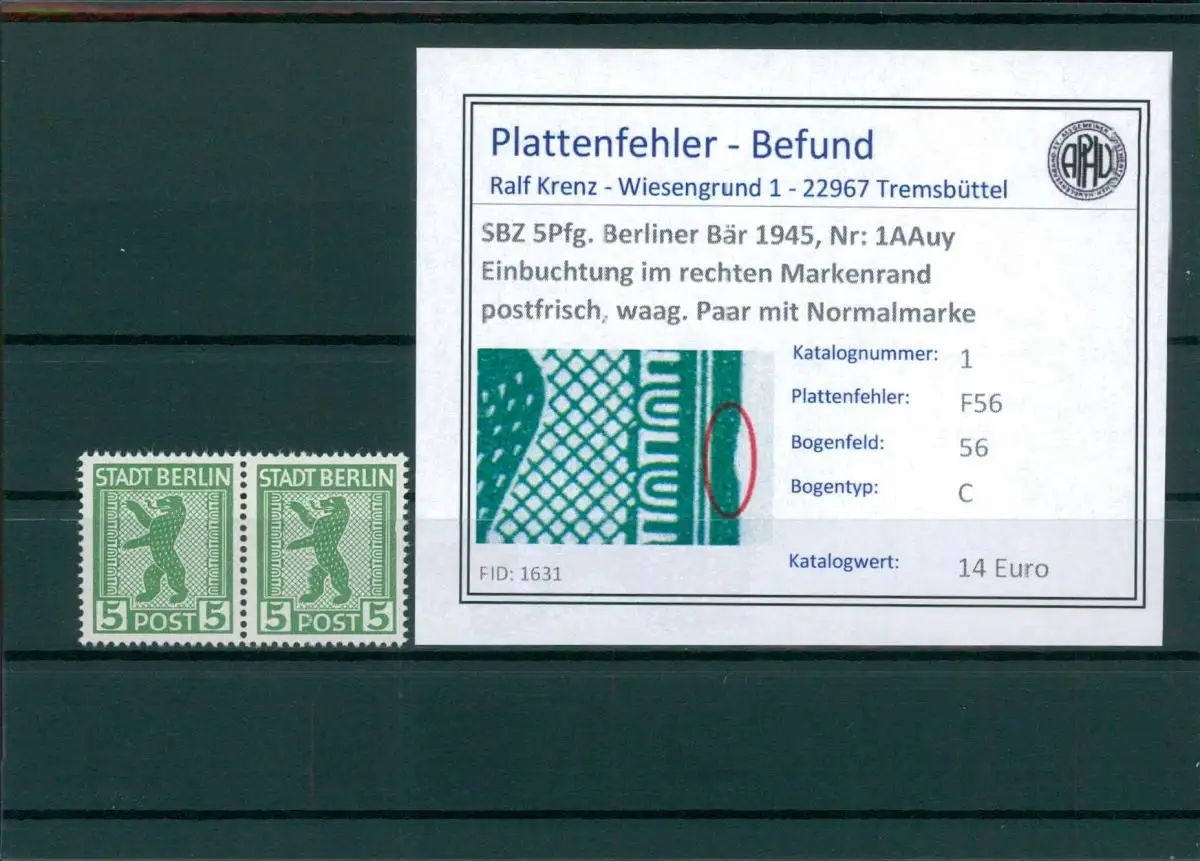 STADT BERLIN STADT BERLIN
5 POST 5 5 POST 5
Plattenfehler - Befund
Ralf Krenz - Wiesengrund 1 - 22967 Tremsbüttel
APHV
SBZ 5Pfg. Berliner Bär 1945, Nr: 1AAuy
Einbuchtung im rechten Markenrand
postfrisch, waag. Paar mit Normalmarke
Katalognummer: 1
Plattenfehler: F56
Bogenfeld: 56
Bogentyp: C
Katalogwert: 14 Euro
FID: 1631